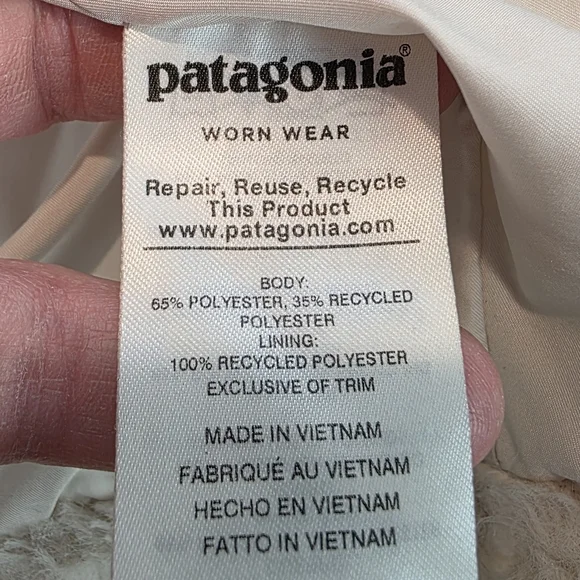 patagonia®
WORN WEAR
Repair, Reuse, Recycle
This Product
www.patagonia.com
BODY:
65% POLYESTER, 35% RECYCLED
POLYESTER
LINING:
100% RECYCLED POLYESTER
EXCLUSIVE OF TRIM
MADE IN VIETNAM
FABRIQUÉ AU VIETNAM
HECHO EN VIETNAM
FATTO IN VIETNAM